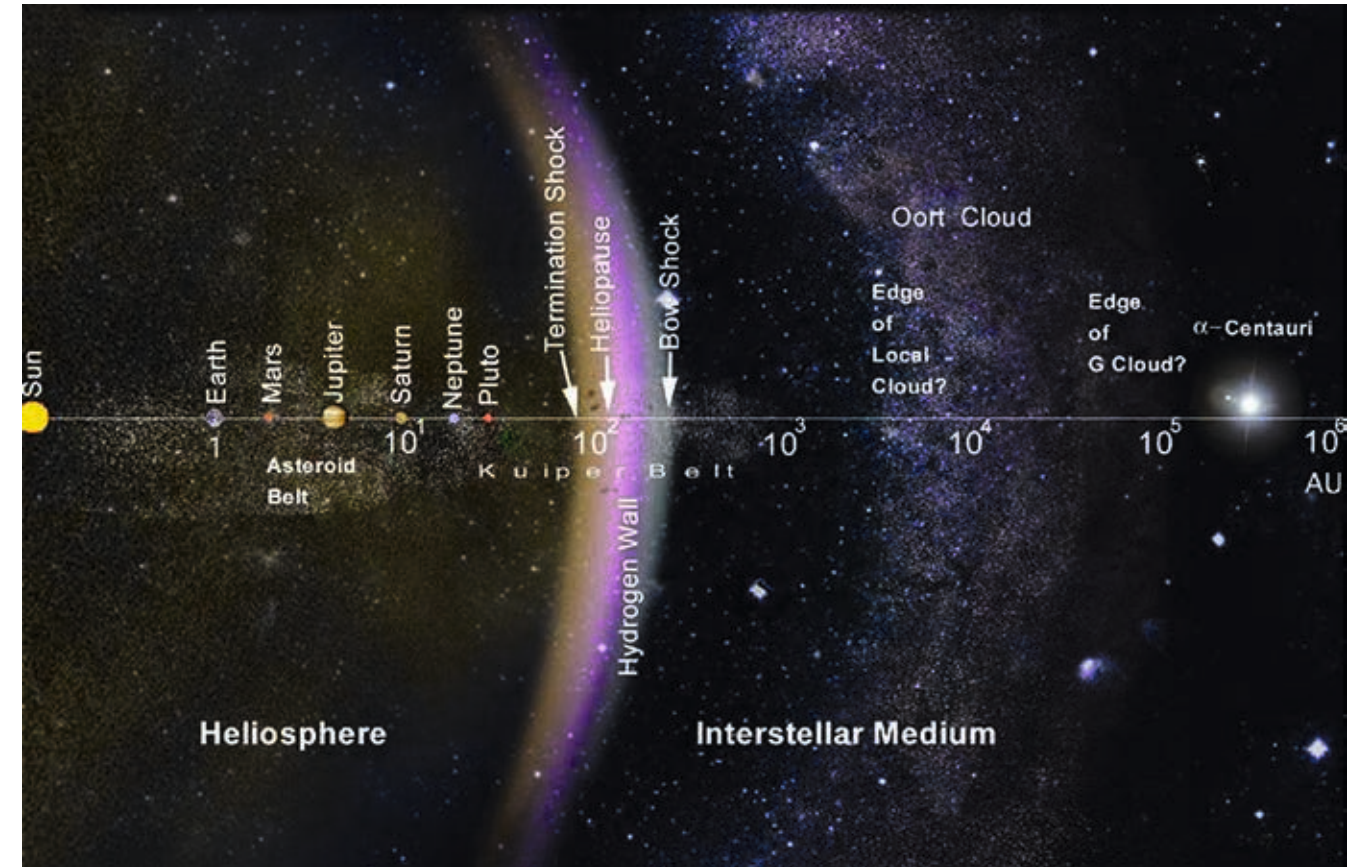 Sun
Earth
Mars
Jupiter
Saturn
Neptune
Pluto
Termination Shock
Heliopause
Bow Shock
Oort Cloud
Edge
of
Local
Cloud?
Edge
of
G Cloud?
α-Centauri
1
10¹
10²
10³
10⁴
10⁵
10⁶
AU
Asteroid
Belt
Kuiper Belt
Hydrogen Wall
Heliosphere
Interstellar Medium